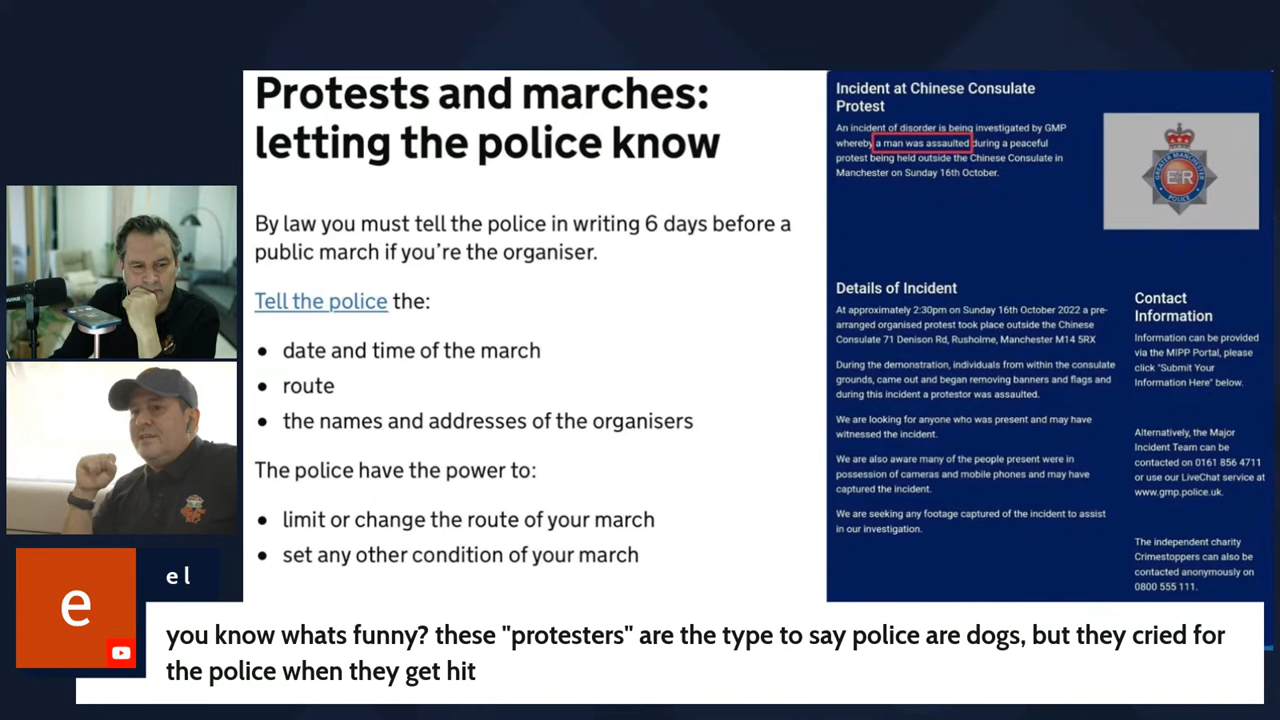 Protests and marches:
letting the police know
By law you must tell the police in writing 6 days before a
public march if you're the organiser.
Tell the police the:
• date and time of the march
• route
• the names and addresses of the organisers
The police have the power to:
• limit or change the route of your march
• set any other condition of your march
Incident at Chinese Consulate
Protest
An incident of disorder is being investigated by GMP
whereby a man was assaulted during a peaceful
protest being held outside the Chinese Consulate in
Manchester on Sunday 16th October.
GREATER MANCHESTER
POLICE
E R
Details of Incident
At approximately 2:30pm on Sunday 16th October 2022 a pre-
arranged organised protest took place outside the Chinese
Consulate 71 Denison Rd, Rusholme, Manchester M14 5RX
During the demonstration, individuals from within the consulate
grounds, came out and began removing banners and flags and
during this incident a protestor was assaulted.
We are looking for anyone who was present and may have
witnessed the incident.
We are also aware many of the people present were in
possession of cameras and mobile phones and may have
captured the incident.
We are seeking any footage captured of the incident to assist
in our investigation.
Contact
Information
Information can be provided
via the MIPP Portal, please
click "Submit Your
Information Here" below.
Alternatively, the Major
Incident Team can be
contacted on 0161 856 4711
or use our LiveChat service at
www.gmp.police.uk.
The independent charity
Crimestoppers can also be
contacted anonymously on
0800 555 111.
e
e l
you know whats funny? these "protesters" are the type to say police are dogs, but they cried for
the police when they get hit